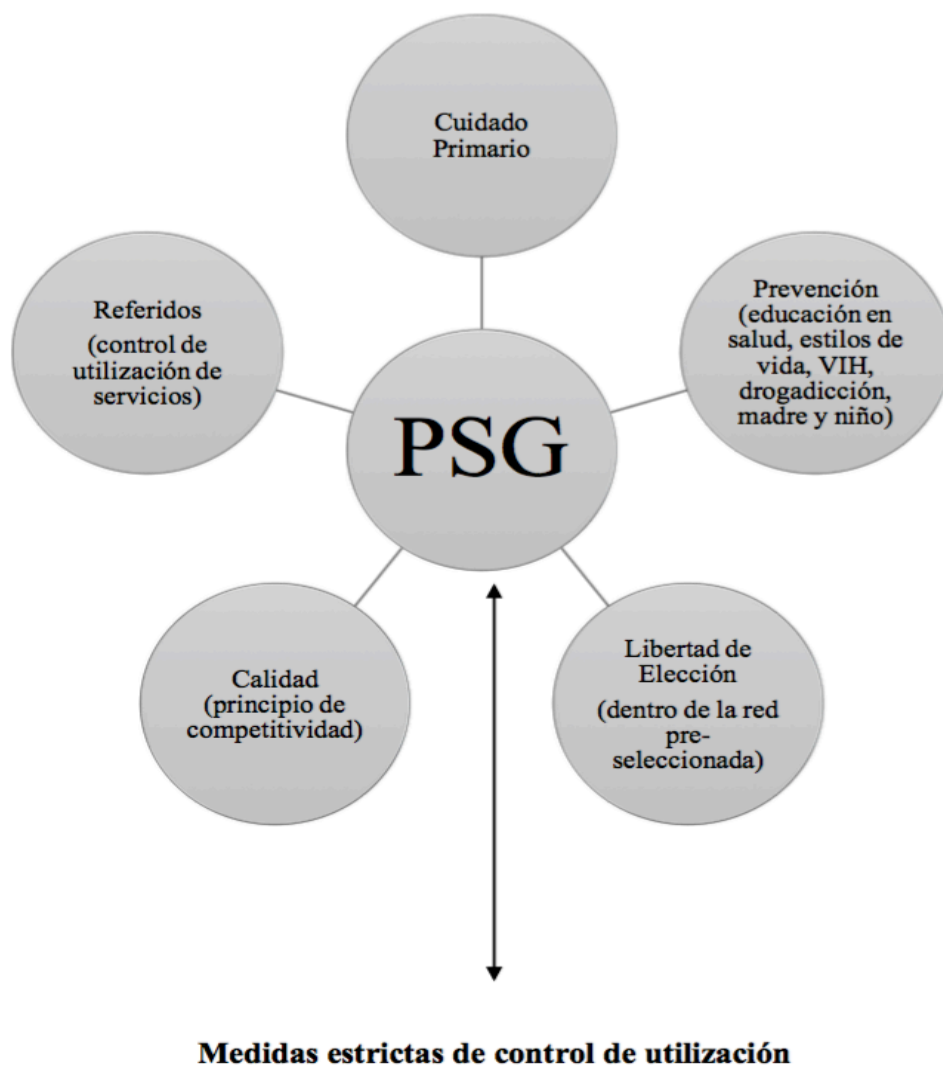 Cuidado
Primario
Referidos
(control de
utilización de
servicios)
Prevención
(educación en
salud, estilos de
vida, VIH,
drogadicción,
madre y niño)
PSG
Calidad
(principio de
competitividad)
Libertad de
Elección
(dentro de la red
pre-
seleccionada)
Medidas estrictas de control de utilización